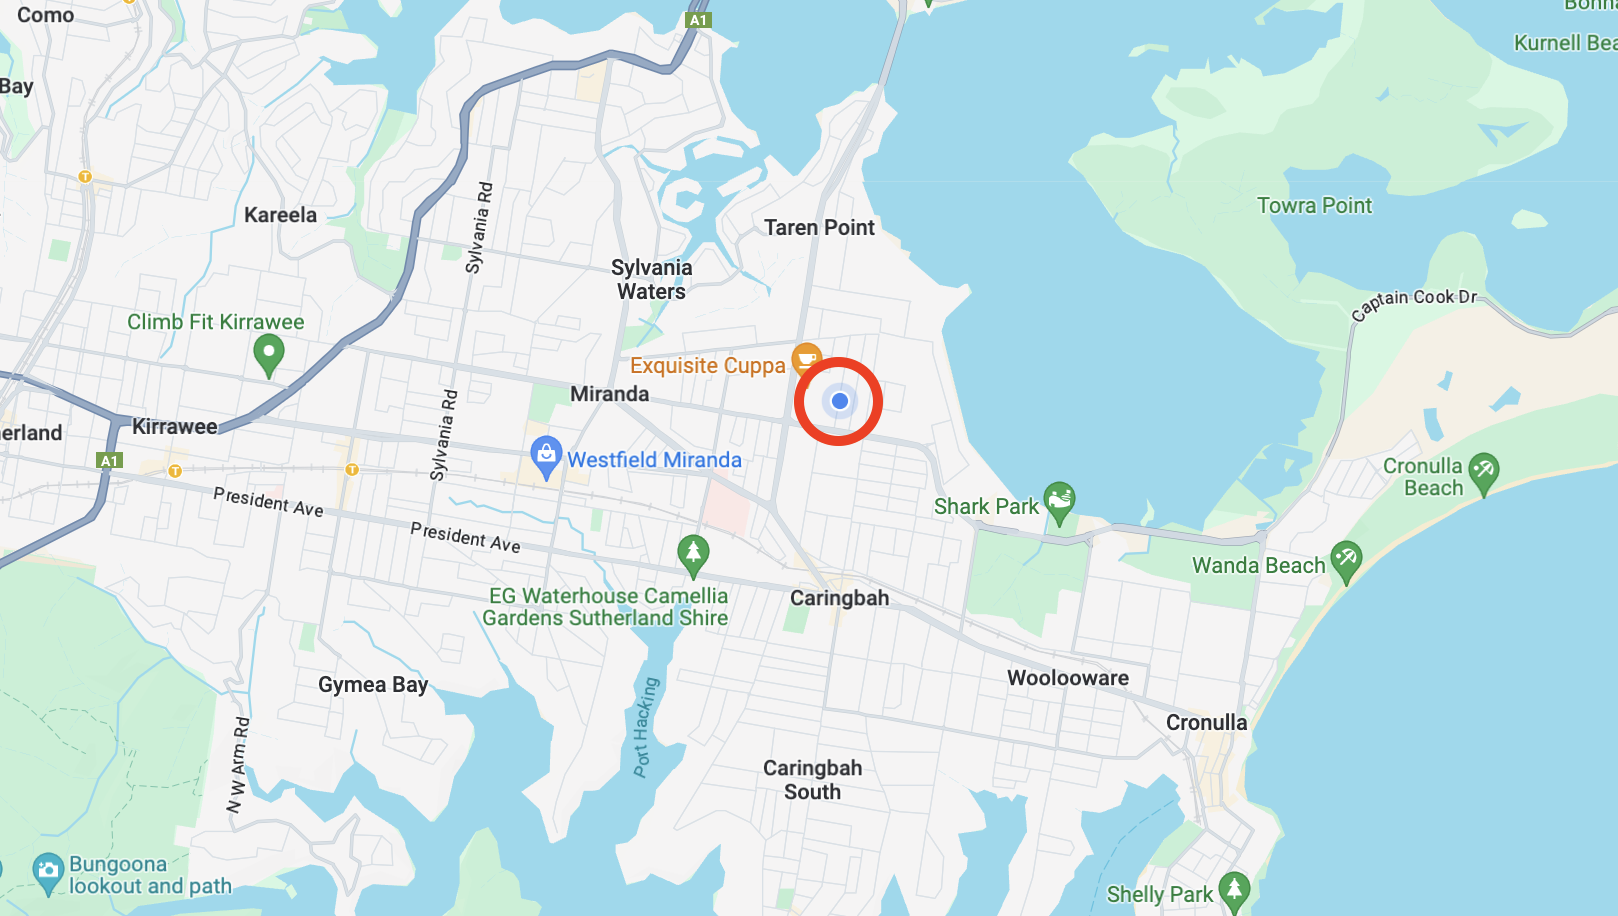 Como
A1
Bonna
Kurnell Bea
Bay
T
Towra Point
Kareela
Sylvania Rd
Taren Point
Sylvania
Waters
Captain Cook Dr
Climb Fit Kirrawee
Exquisite Cuppa
Miranda
Sylvania Rd
Kirrawee
erland
A1
T
T
Westfield Miranda
Cronulla
Beach
President Ave
Shark Park
President Ave
Wanda Beach
EG Waterhouse Camellia
Gardens Sutherland Shire
Caringbah
Gymea Bay
Woolooware
Port Hacking
Cronulla
N W Arm Rd
Caringbah
South
Bungoona
lookout and path
Shelly Park